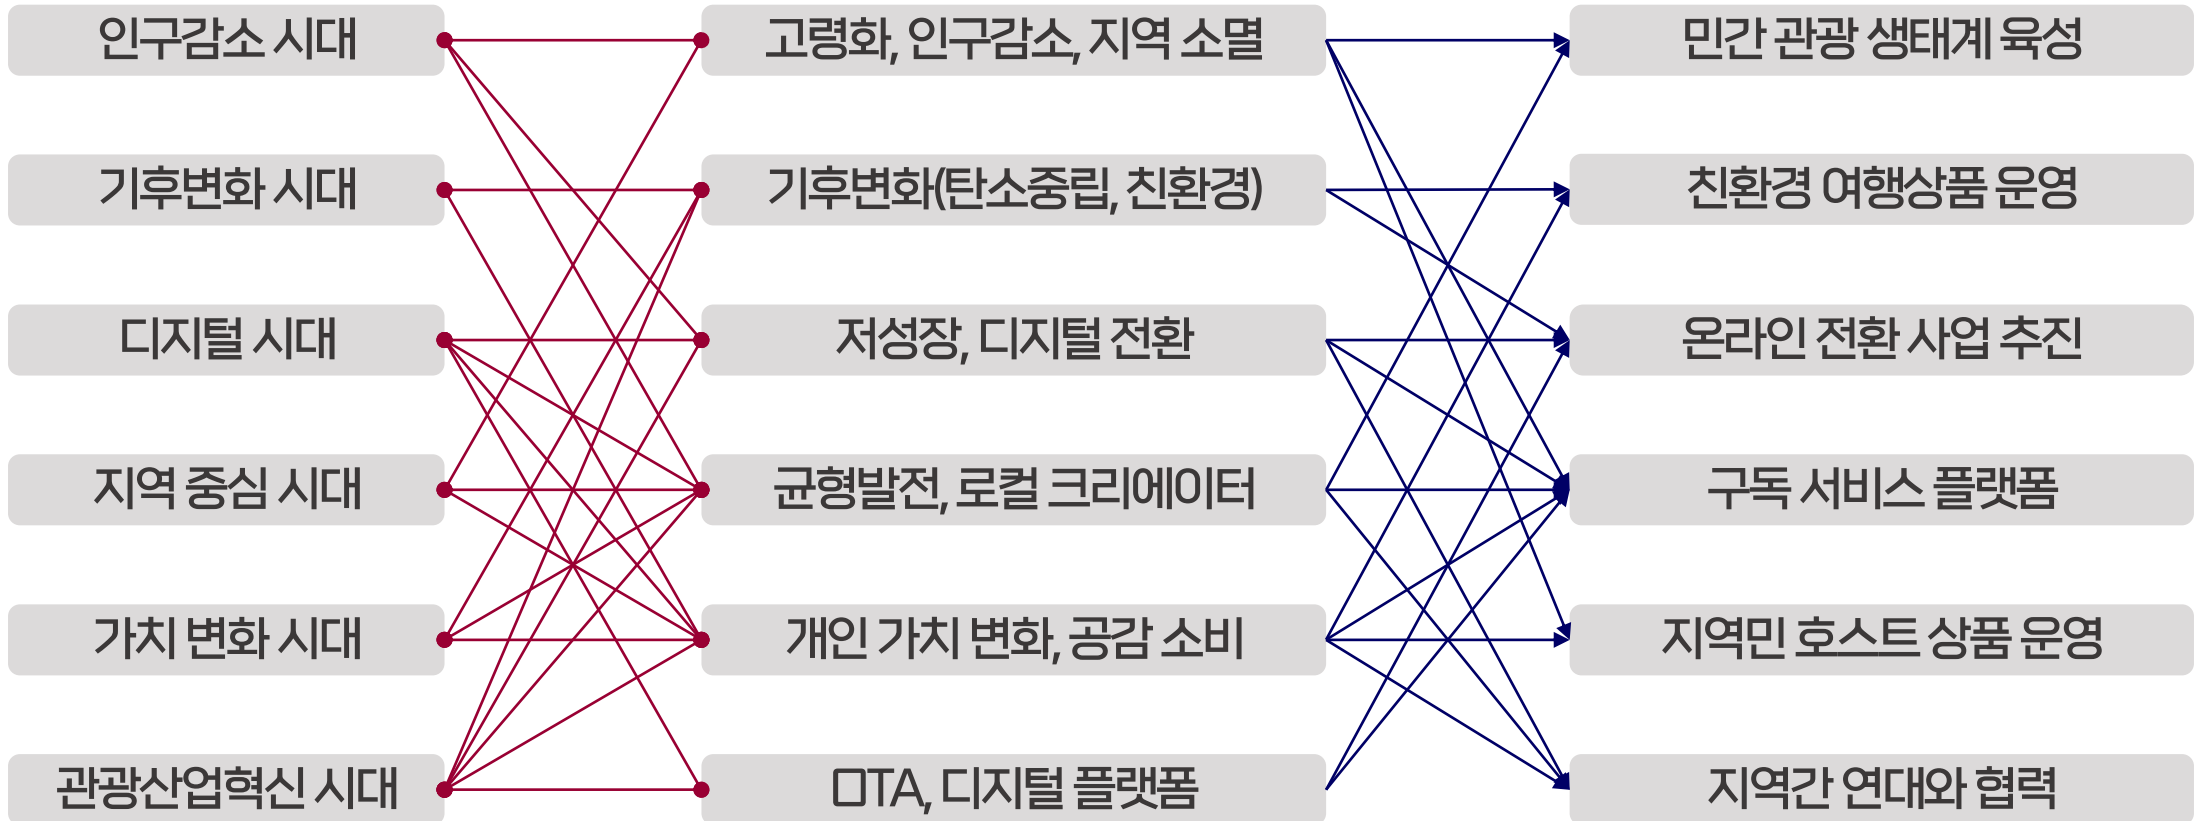 인구감소 시대
고령화, 인구감소, 지역 소멸
민간 관광 생태계 육성
기후변화 시대
기후변화(탄소중립, 친환경)
친환경 여행상품 운영
디지털 시대
저성장, 디지털 전환
온라인 전환 사업 추진
지역 중심 시대
균형발전, 로컬 크리에이터
구독 서비스 플랫폼
가치 변화 시대
개인 가치 변화, 공감 소비
지역민 호스트 상품 운영
관광산업혁신 시대
OTA, 디지털 플랫폼
지역간 연대와 협력